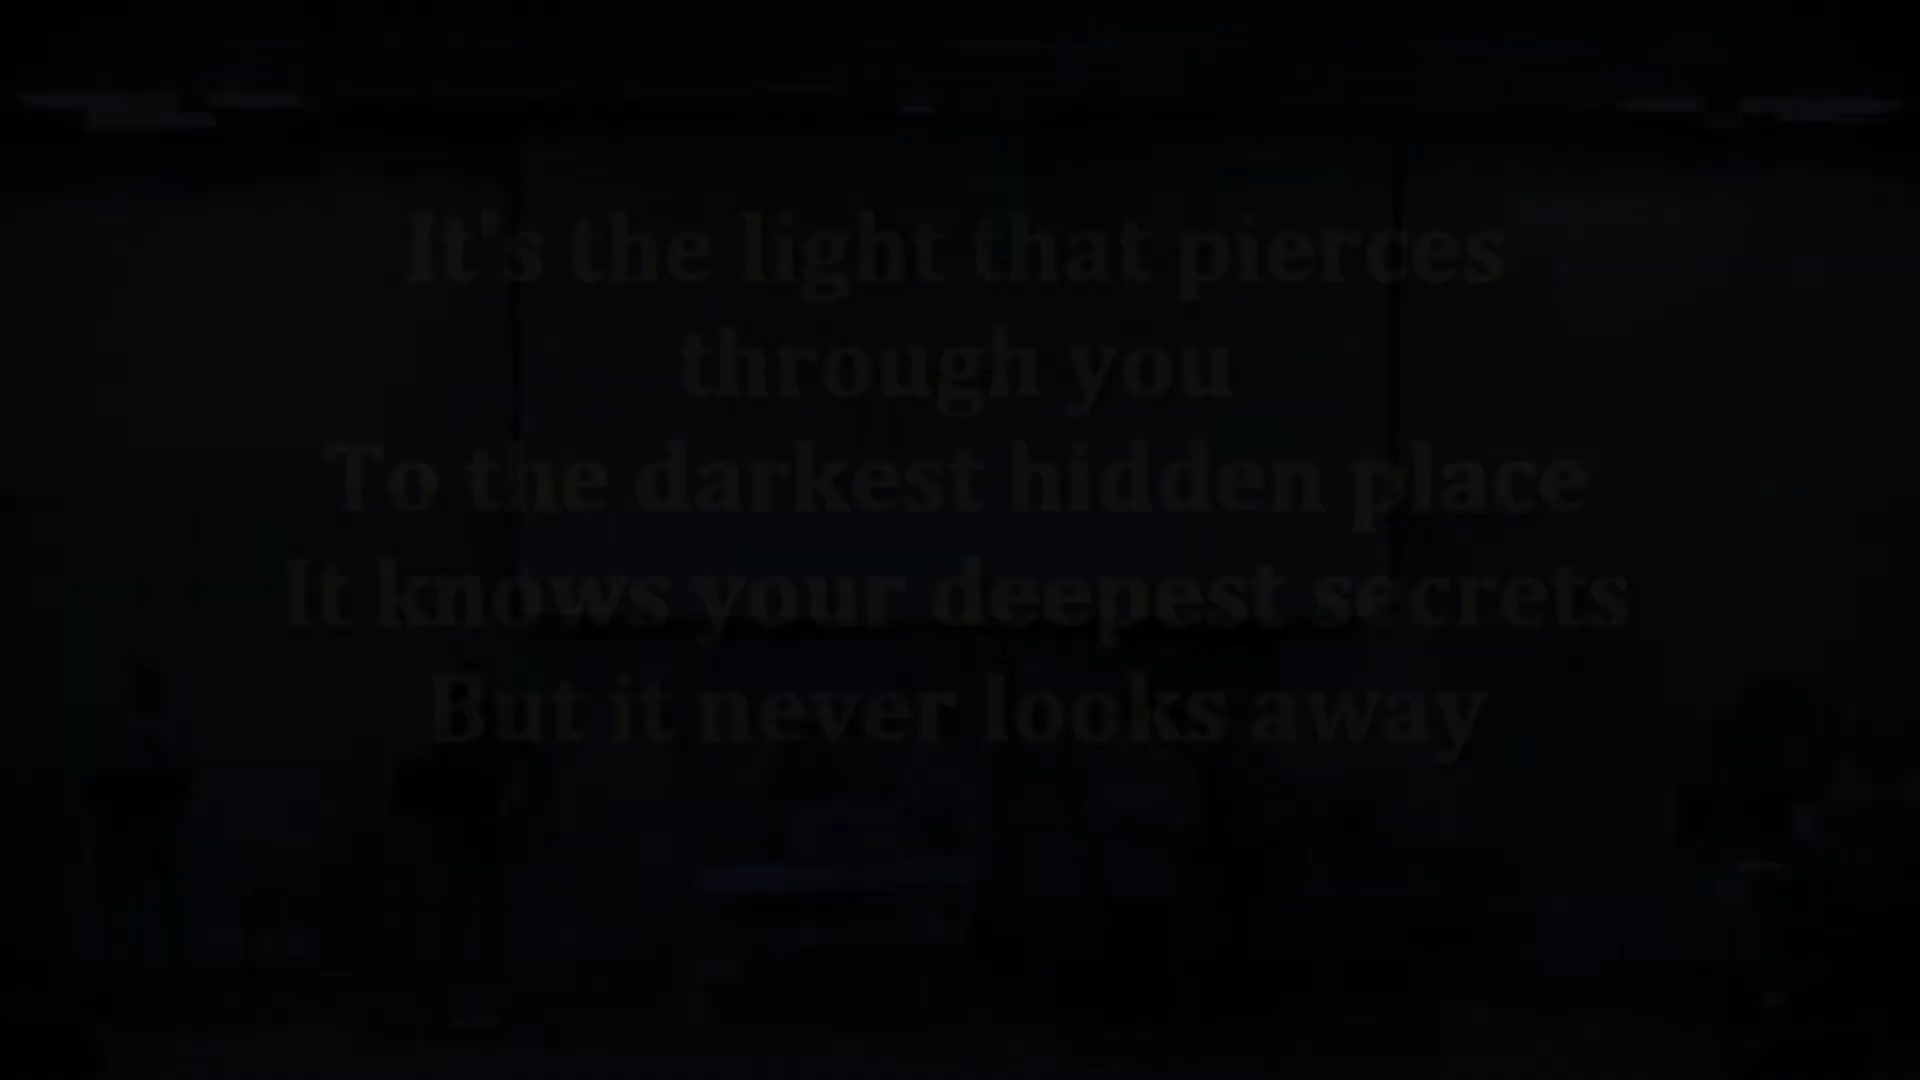 It's the light that pierces
through you
To the darkest hidden place
It knows your deepest secrets
But it never looks away